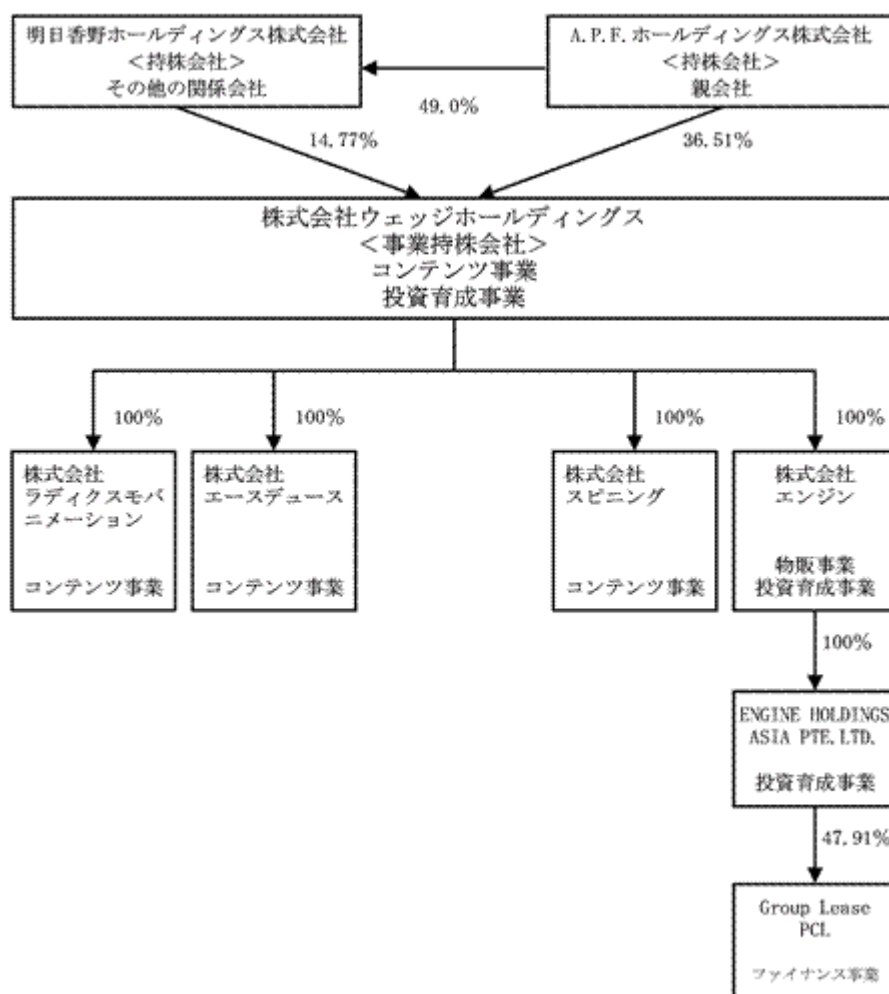 明日香野ホールディングス株式会社
<持株会社>
その他の関係会社
A.P.F.ホールディングス株式会社
<持株会社>
親会社
49.0%
14.77%
36.51%
株式会社ウェッジホールディングス
<事業持株会社>
コンテンツ事業
投資育成事業
100%
100%
100%
100%
株式会社
ラディクスモバ
ニメーション
コンテンツ事業
株式会社
エースデュース
コンテンツ事業
株式会社
スピニング
コンテンツ事業
株式会社
エンジン
物販事業
投資育成事業
100%
ENGINE HOLDINGS
ASIA PTE.LTD.
投資育成事業
47.91%
Group Lease
PCL
ファイナンス事業